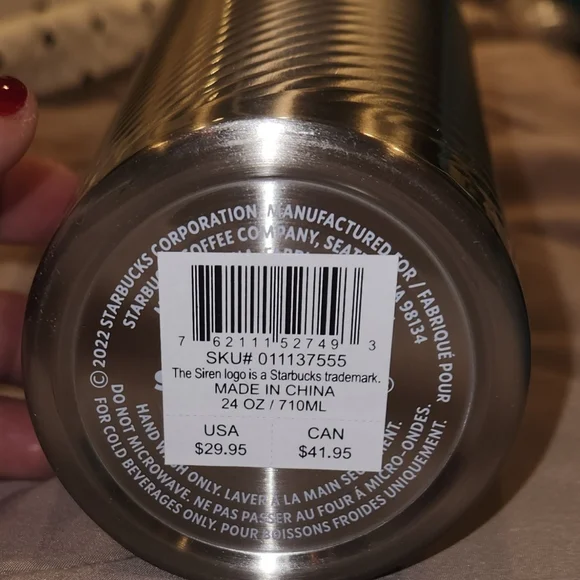 © 2022 STARBUCKS CORPORATION. MANUFACTURED FOR / FABRIQUÉ POUR
STARBUCKS COFFEE COMPANY, SEATTLE, WA 98134
7 62111 52749 3
SKU# 011137555
The Siren logo is a Starbucks trademark.
MADE IN CHINA
24 OZ / 710ML
USA
CAN
$29.95
$41.95
HAND WASH ONLY. LAVER À LA MAIN SEULEMENT.
DO NOT MICROWAVE. NE PAS PASSER AU FOUR À MICRO-ONDES.
FOR COLD BEVERAGES ONLY. POUR BOISSONS FROIDES UNIQUEMENT.